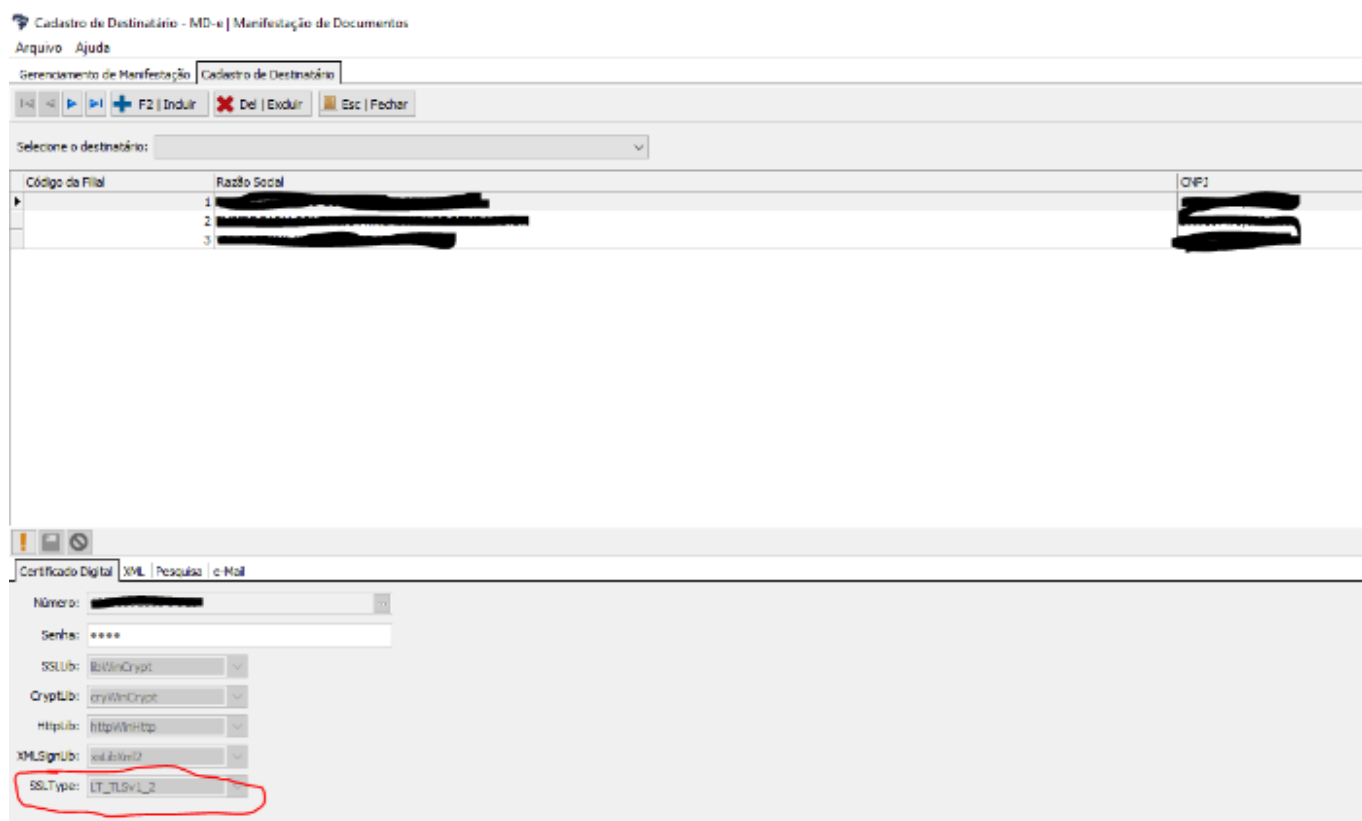 Cadastro de Destinatário - MD-e | Manifestação de Documentos
Arquivo Ajuda
Gerenciamento de Manifestação Cadastro de Destinatário
F2 | Incluir Del | Excluir Esc | Fechar
Selecione o destinatário:
Código da Filial Razão Social CNPJ
1
2
3
Certificado Digital XML Pesquisa e-Mail
Número:
Senha: ****
SSLLib: libWinCrypt
CryptLib: cryWinCrypt
HttpLib: httpWinHttp
XMLSignLib: xsLibXml2
SSLType: LT_TLSv1_2